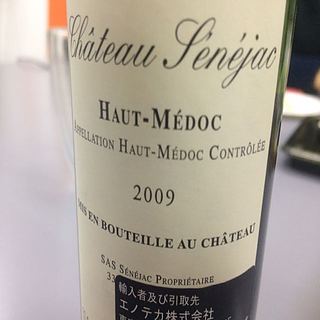 Château Sénéjac
HAUT-MÉDOC
APPELLATION HAUT-MÉDOC CONTRÔLÉE
2009
MIS EN BOUTEILLE AU CHÂTEAU
SAS SÉNÉJAC PROPRIÉTAIRE
輸入者及び引取先
エノテカ株式会社